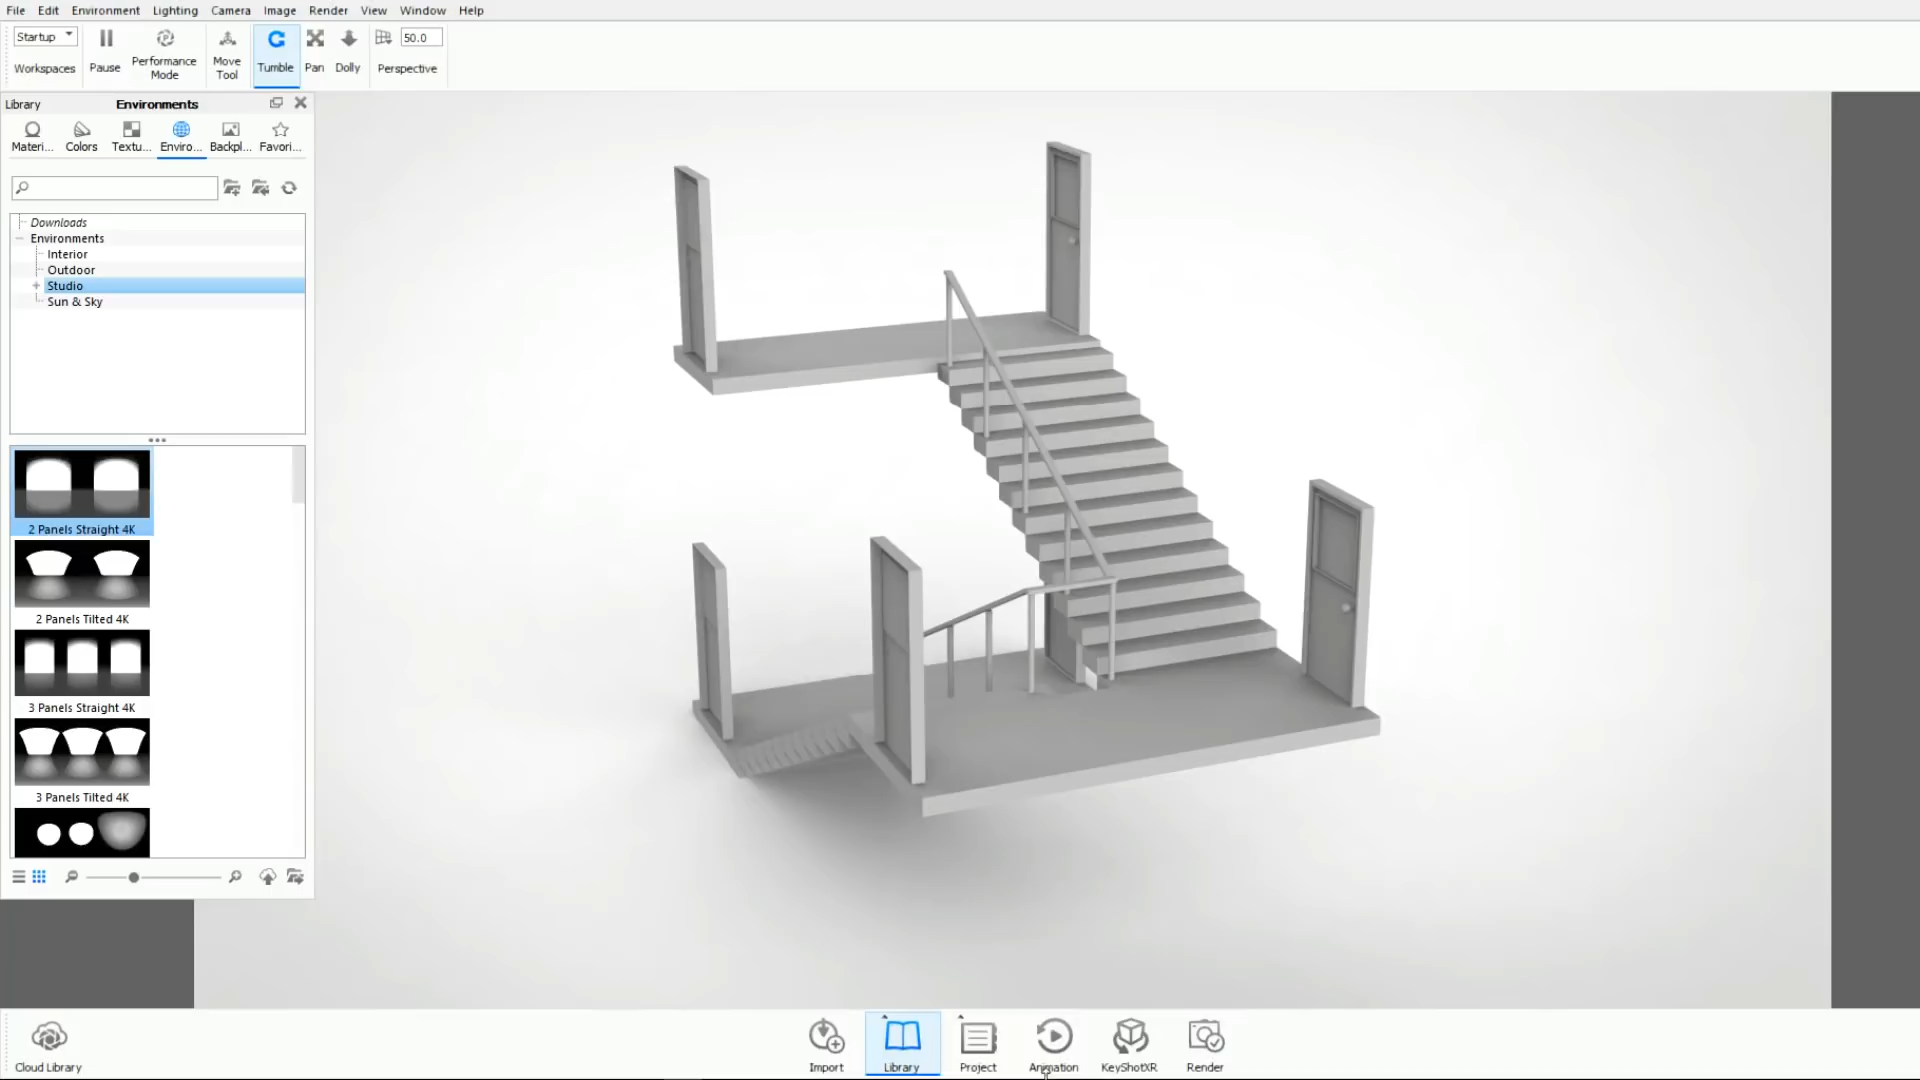 File Edit Environment Lighting Camera Image Render View Window Help
Startup 50.0
Workspaces Pause Performance Mode Move Tool Tumble Pan Dolly Perspective
Library Environments
Materi... Colors Textu... Enviro... Backpl... Favori...
Downloads
Environments
Interior
Outdoor
Studio
Sun & Sky
2 Panels Straight 4K
2 Panels Tilted 4K
3 Panels Straight 4K
3 Panels Tilted 4K
Cloud Library Import Library Project Animation KeyShotXR Render